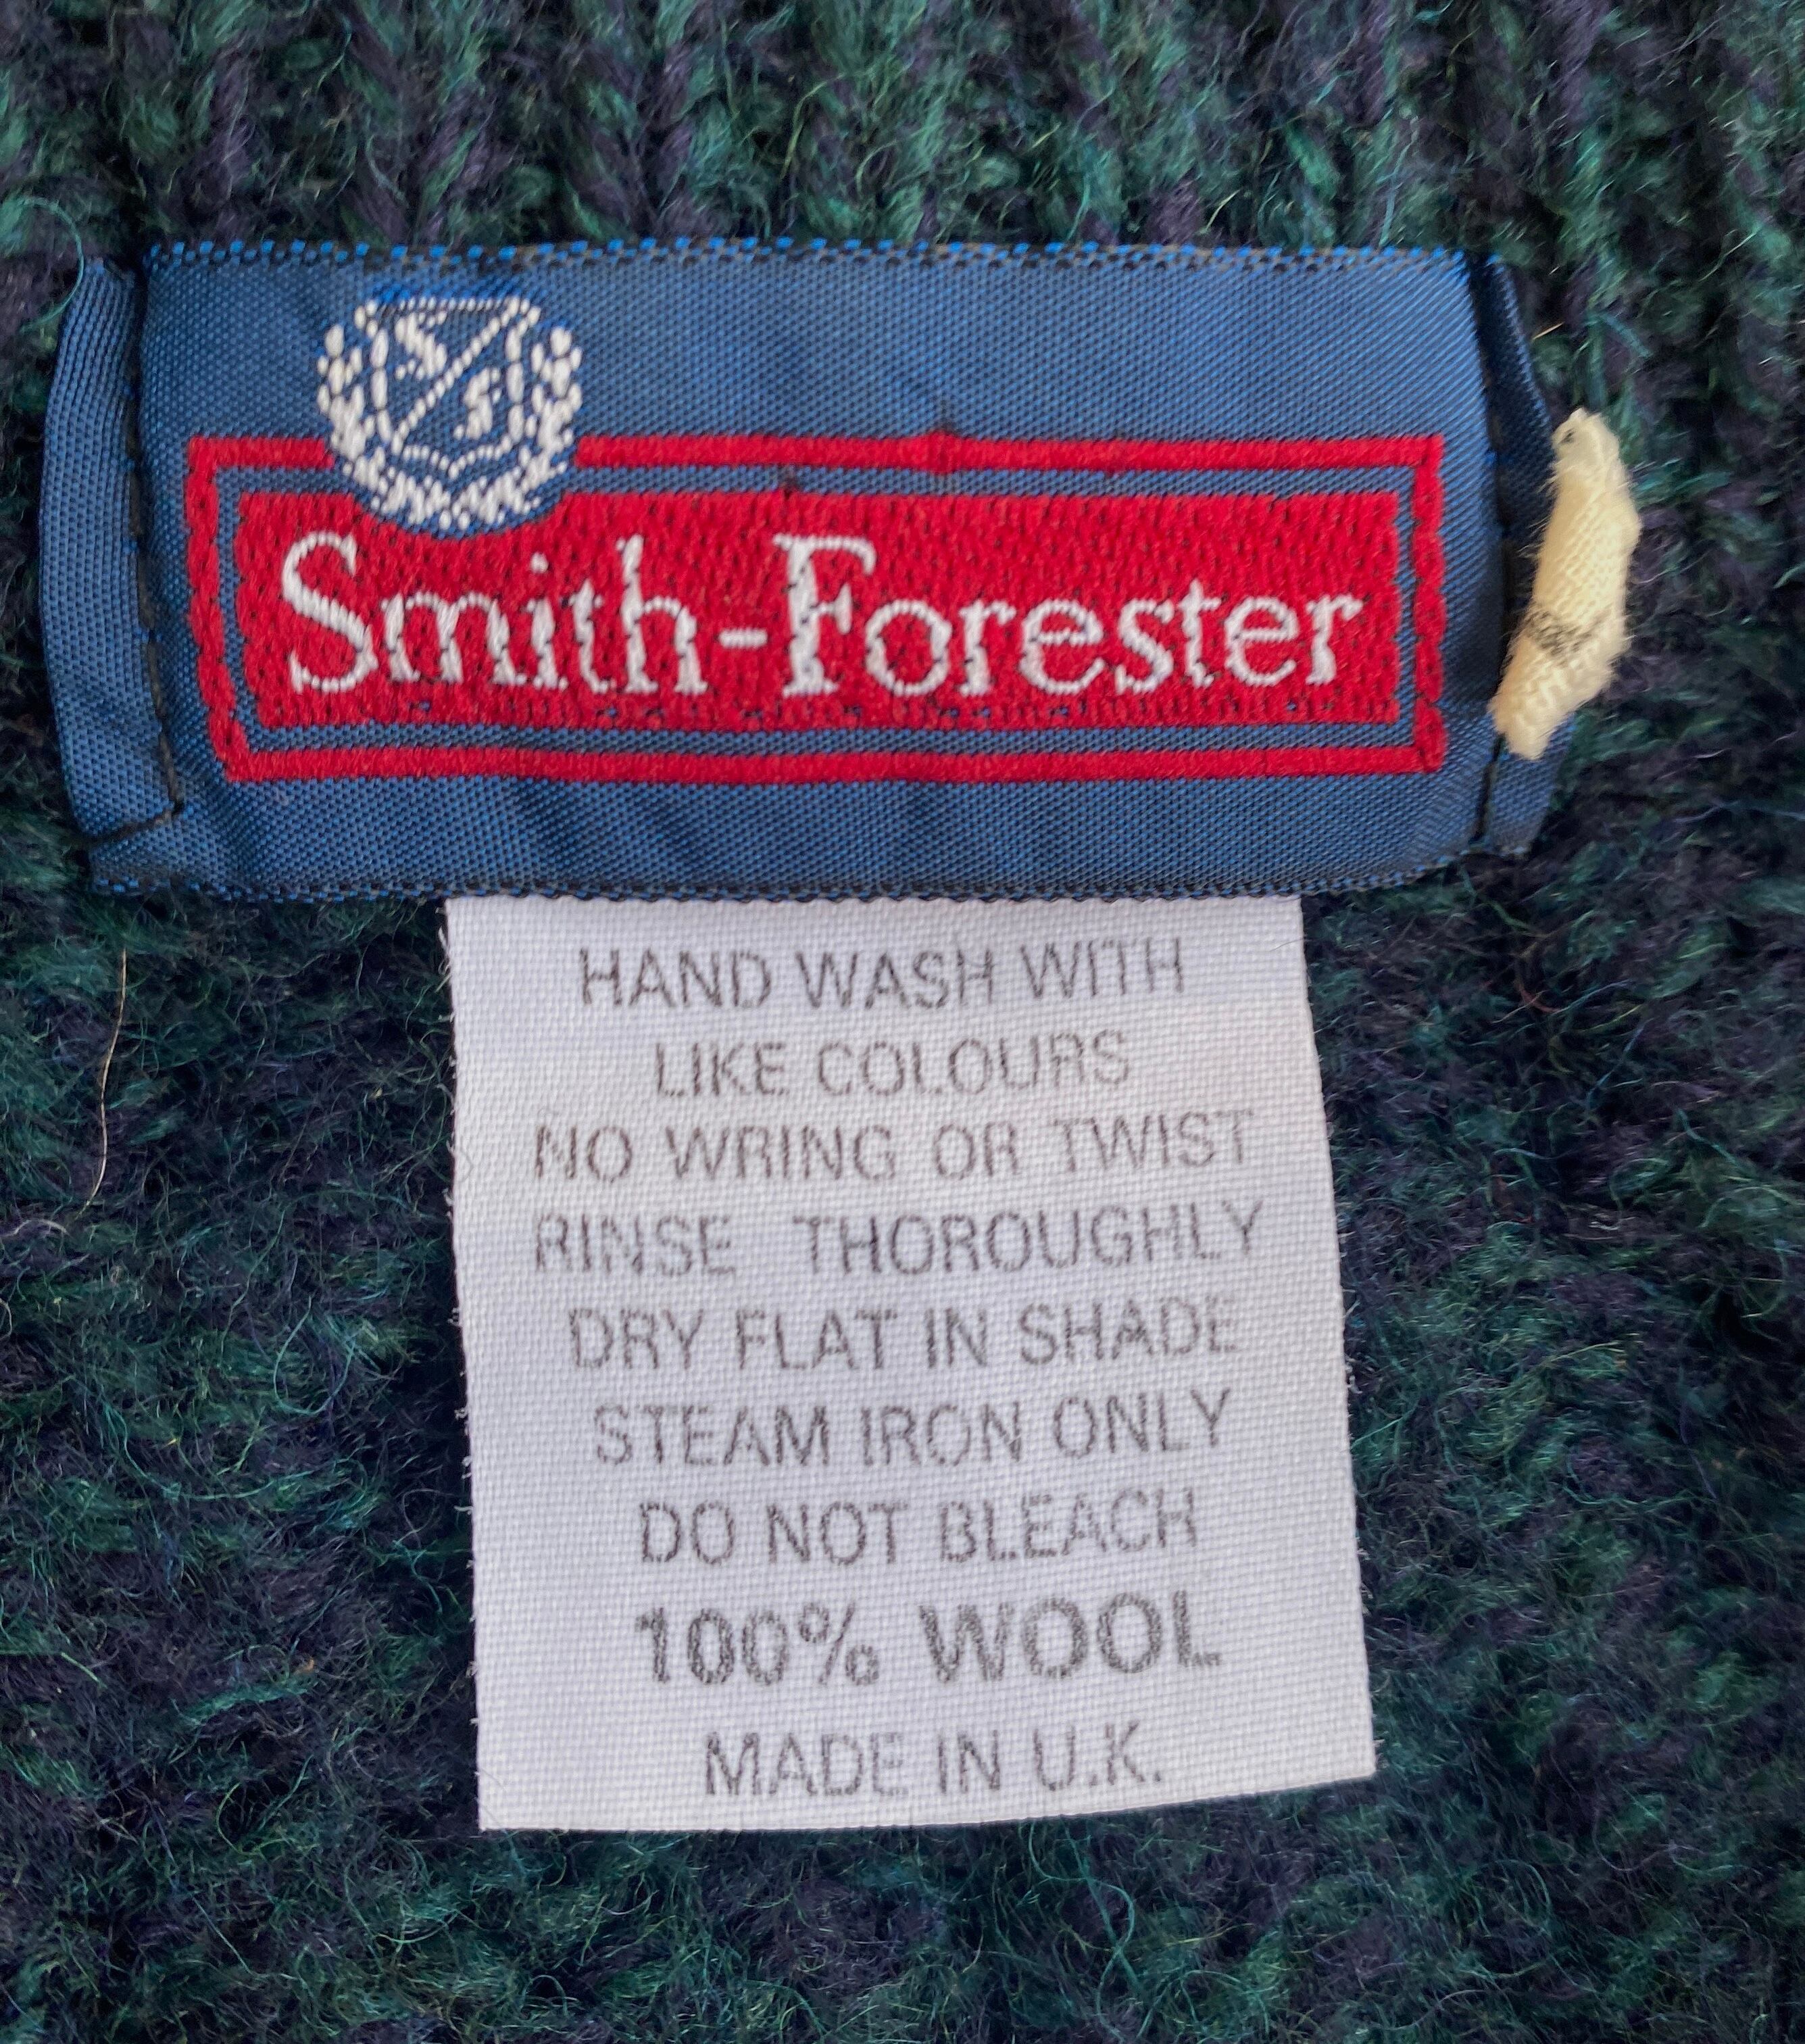 S
S
Smith-Forester
HAND WASH WITH
LIKE COLOURS
NO WRING OR TWIST
RINSE THOROUGHLY
DRY FLAT IN SHADE
STEAM IRON ONLY
DO NOT BLEACH
100% WOOL
MADE IN U.K.